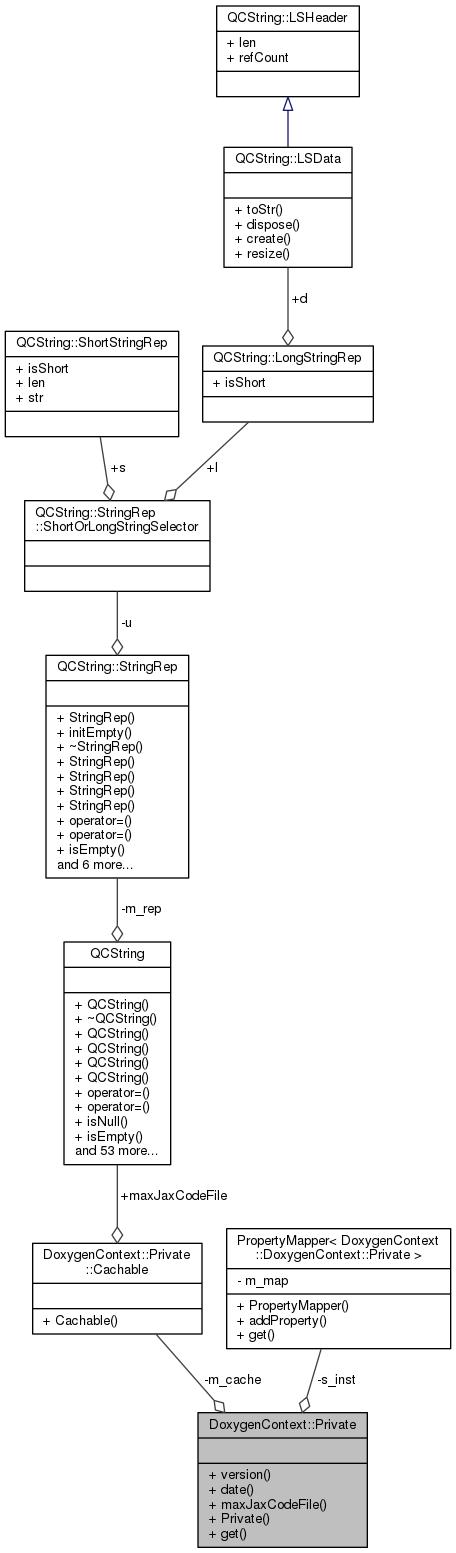 QCString::LSHeader
+ len
+ refCount
QCString::LSData
+ toStr()
+ dispose()
+ create()
+ resize()
+d
QCString::ShortStringRep
+ isShort
+ len
+ str
QCString::LongStringRep
+ isShort
+s
+l
QCString::StringRep
::ShortOrLongStringSelector
-u
QCString::StringRep
+ StringRep()
+ initEmpty()
+ ~StringRep()
+ StringRep()
+ StringRep()
+ StringRep()
+ StringRep()
+ operator=()
+ operator=()
+ isEmpty()
and 6 more...
-m_rep
QCString
+ QCString()
+ ~QCString()
+ QCString()
+ QCString()
+ QCString()
+ QCString()
+ operator=()
+ operator=()
+ isNull()
+ isEmpty()
and 53 more...
+maxJaxCodeFile
DoxygenContext::Private
::Cachable
+ Cachable()
PropertyMapper< DoxygenContext
::DoxygenContext::Private >
- m_map
+ PropertyMapper()
+ addProperty()
+ get()
-m_cache
-s_inst
DoxygenContext::Private
+ version()
+ date()
+ maxJaxCodeFile()
+ Private()
+ get()